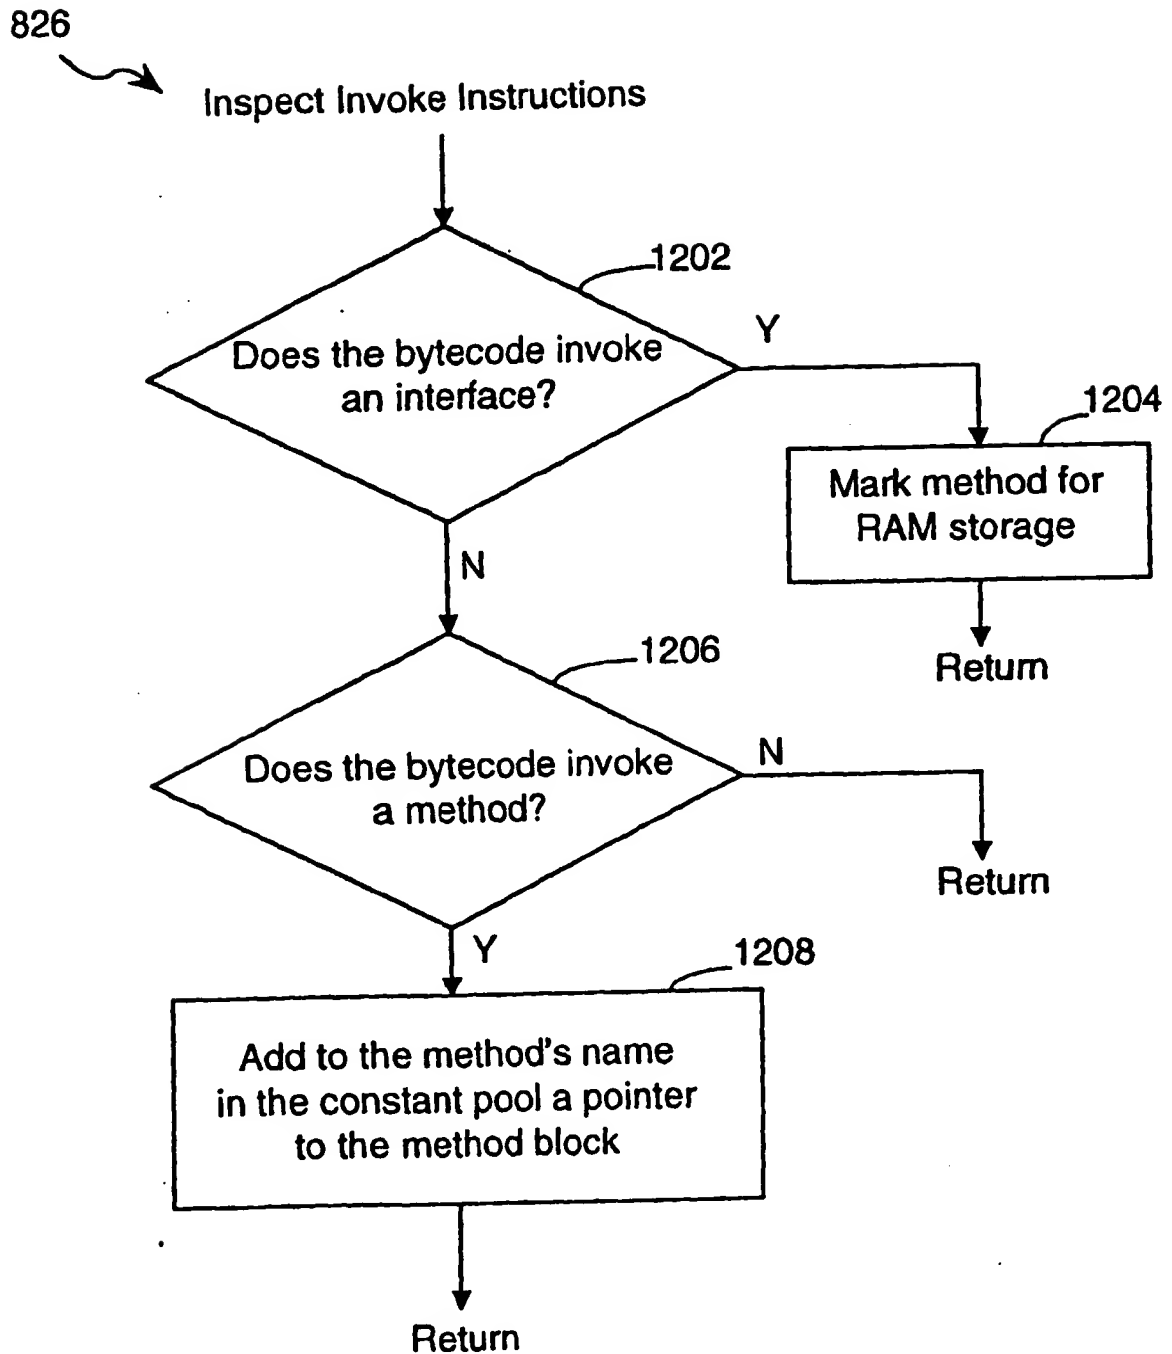 826
Inspect Invoke Instructions
1202
Does the bytecode invoke
an interface?
Y
1204
Mark method for
RAM storage
Return
N
1206
Does the bytecode invoke
a method?
N
Return
Y
1208
Add to the method's name
in the constant pool a pointer
to the method block
Return